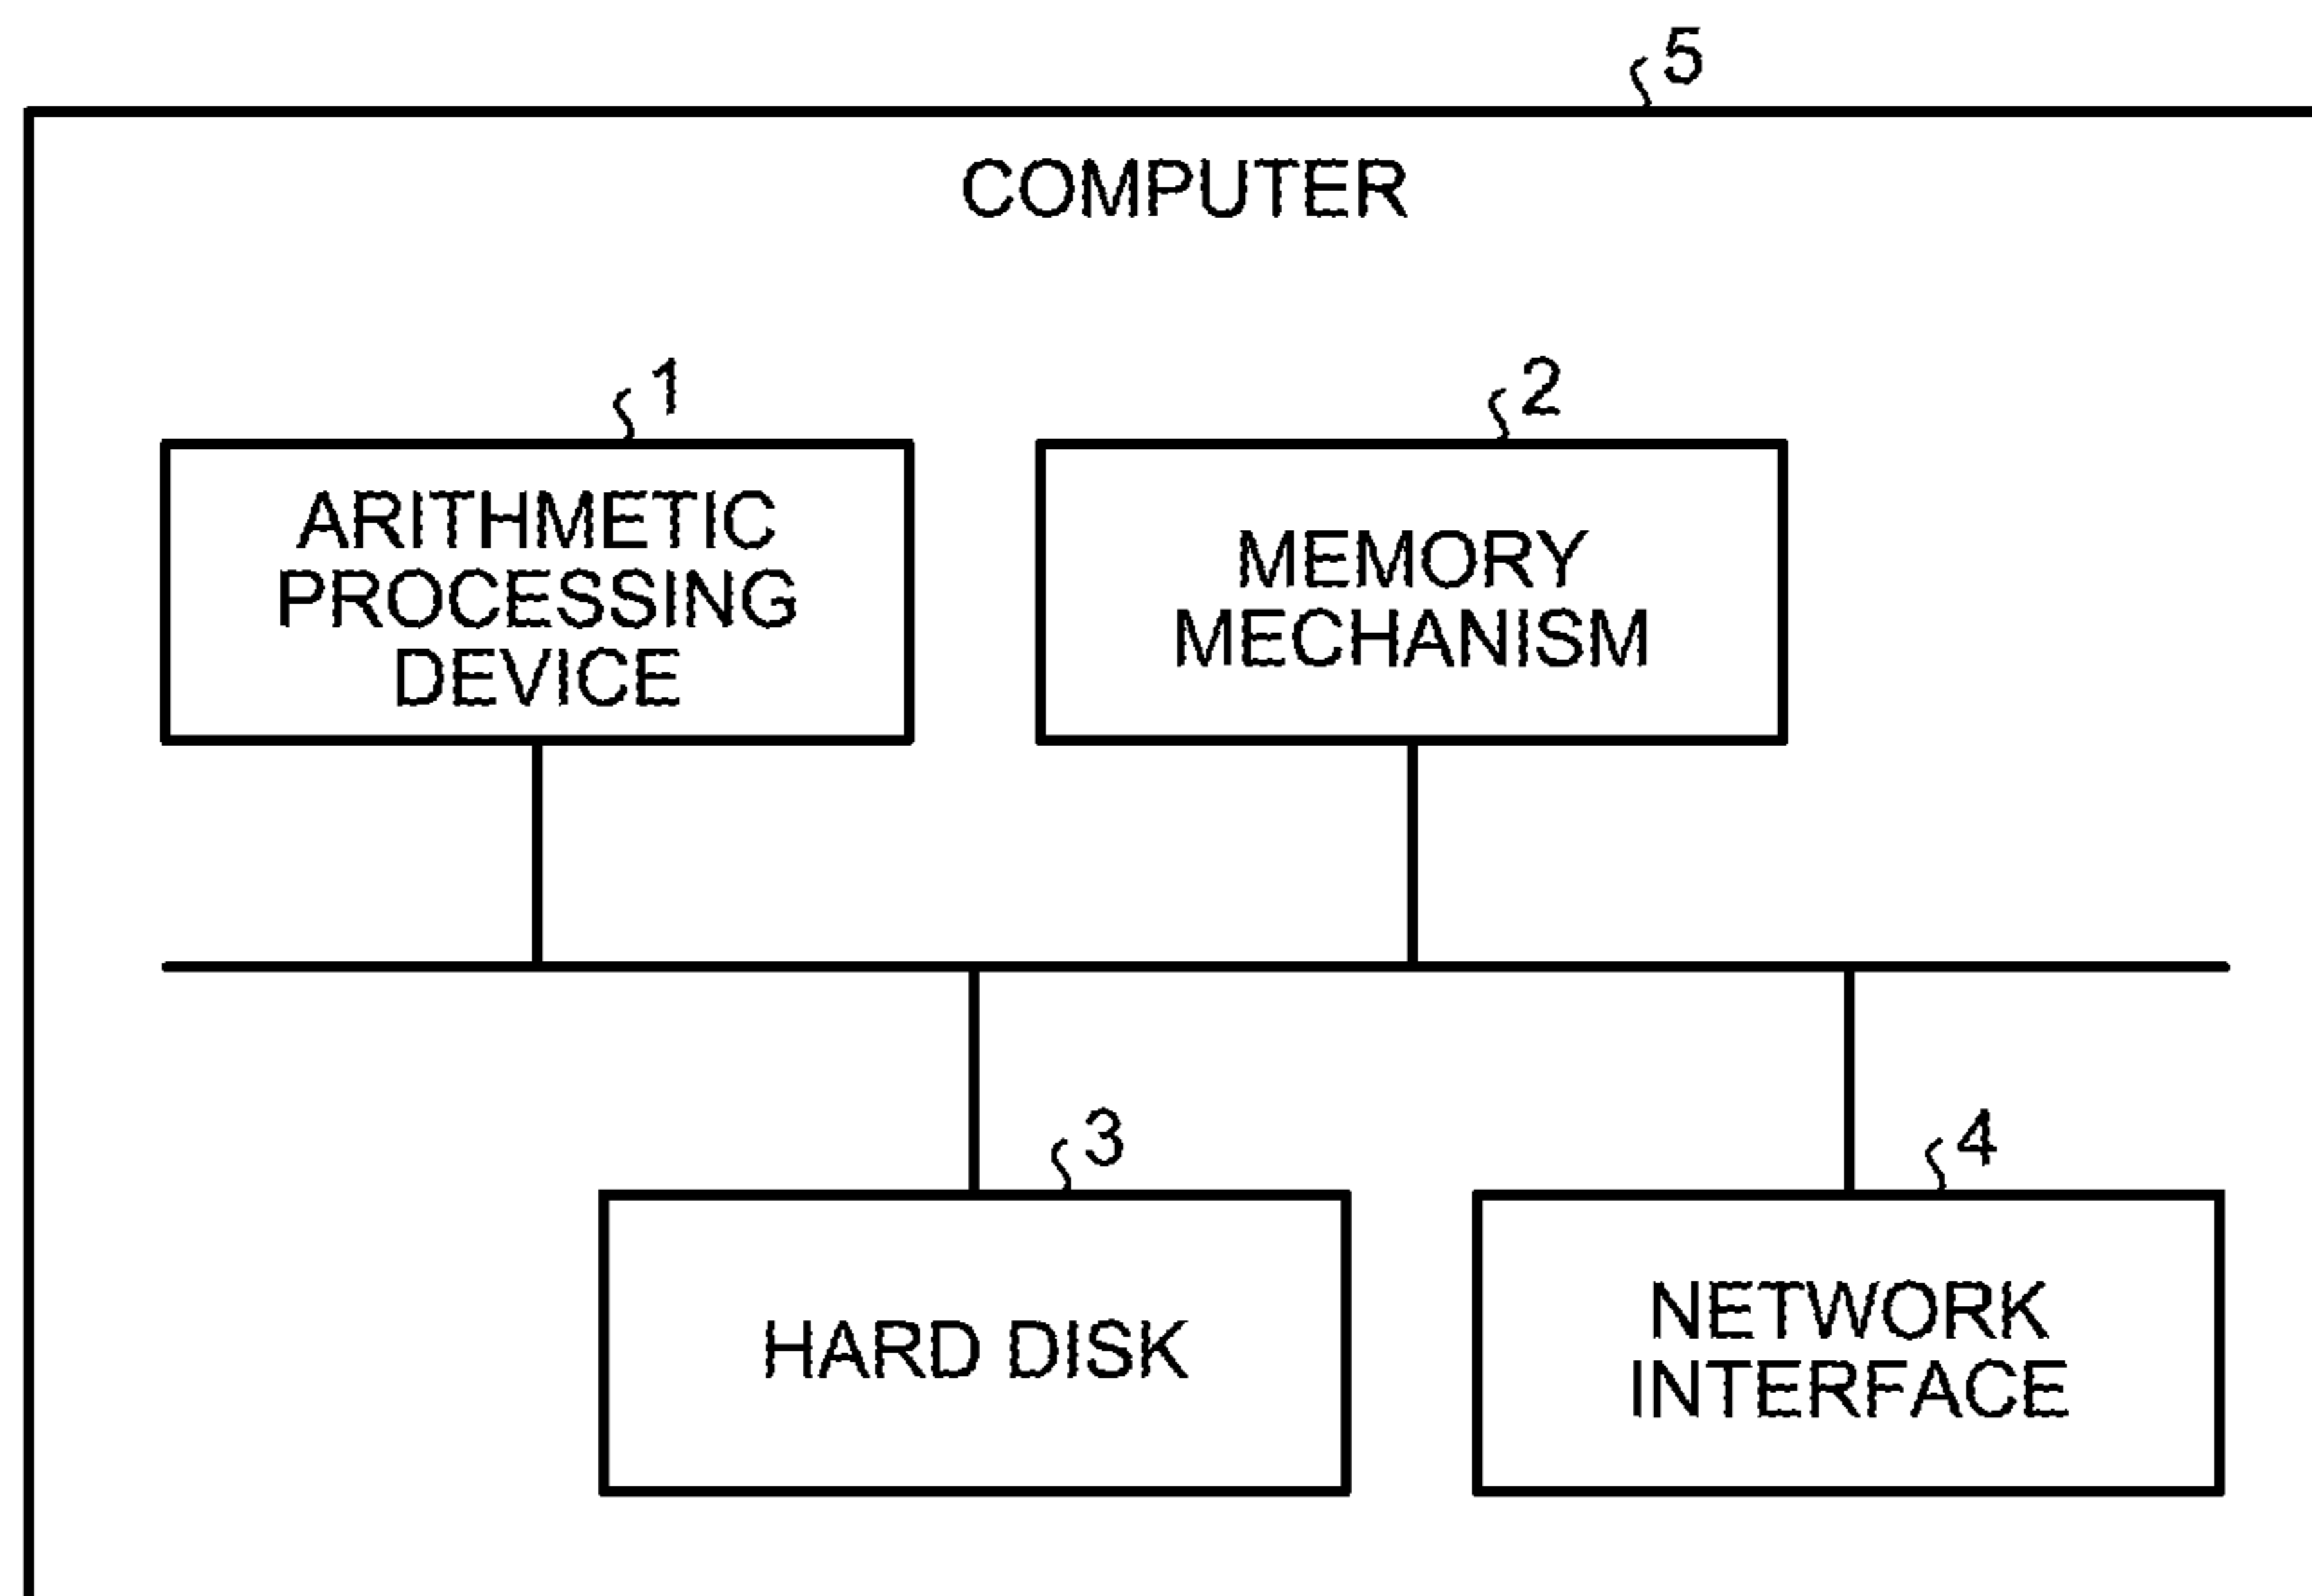 5
COMPUTER
1
2
ARITHMETIC
PROCESSING
DEVICE
MEMORY
MECHANISM
3
4
HARD DISK
NETWORK
INTERFACE